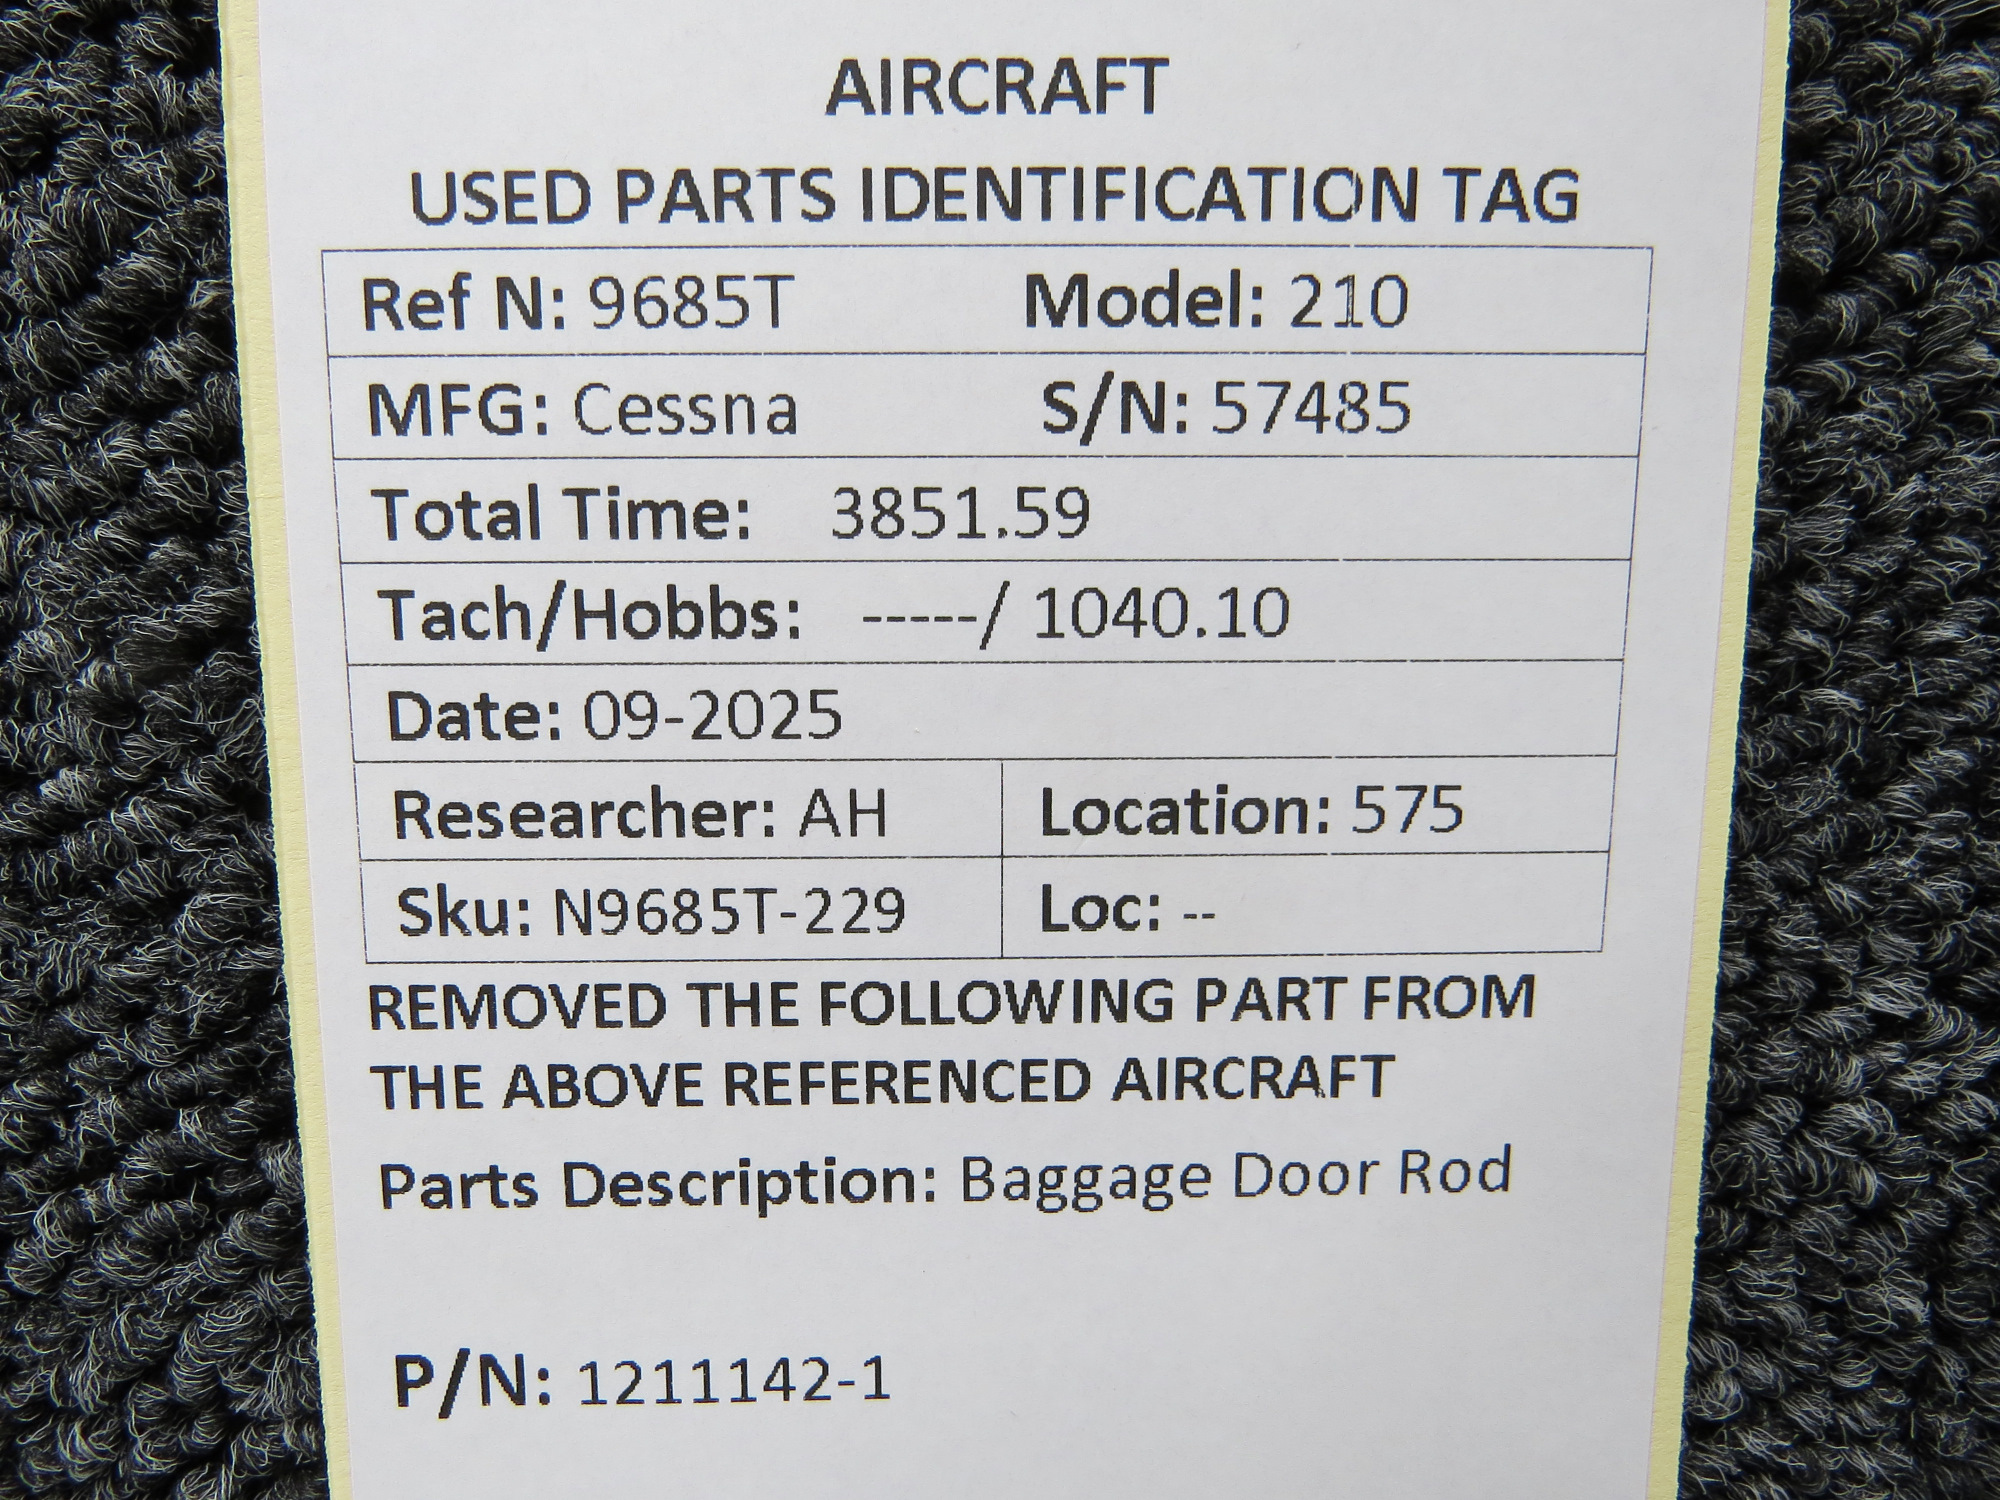 AIRCRAFT
USED PARTS IDENTIFICATION TAG
Ref N: 9685T Model: 210
MFG: Cessna S/N: 57485
Total Time: 3851.59
Tach/Hobbs: -----/ 1040.10
Date: 09-2025
Researcher: AH Location: 575
Sku: N9685T-229 Loc: --
REMOVED THE FOLLOWING PART FROM
THE ABOVE REFERENCED AIRCRAFT
Parts Description: Baggage Door Rod
P/N: 1211142-1